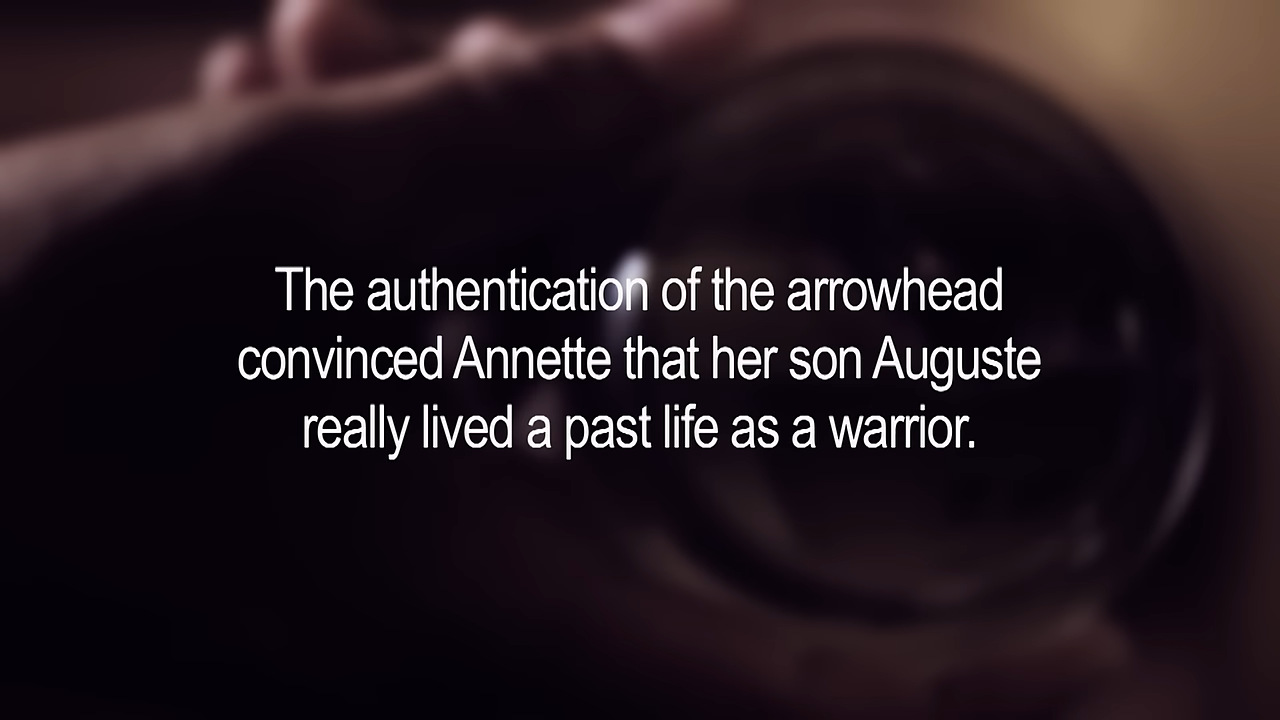 The authentication of the arrowhead
convinced Annette that her son Auguste
really lived a past life as a warrior.